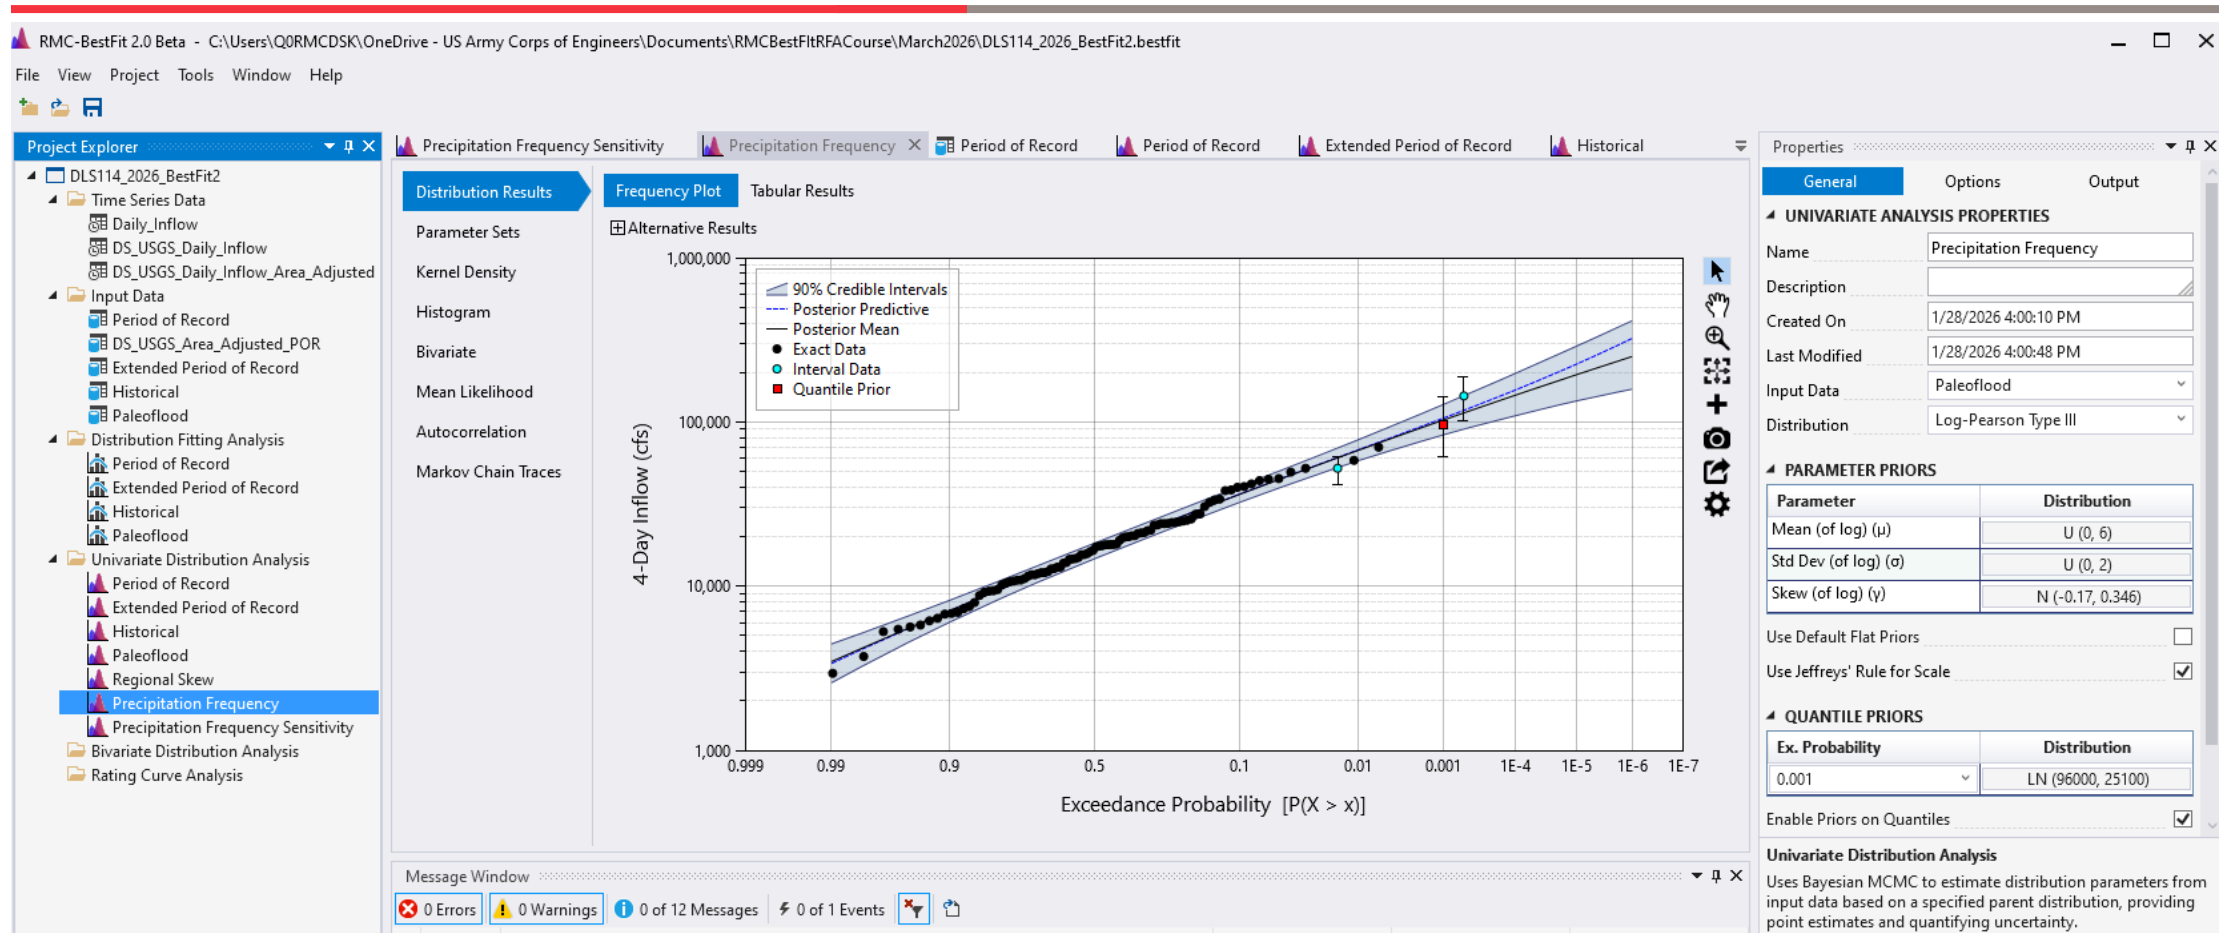 RMC-BestFit 2.0 Beta - C:\Users\Q0RMCDSK\OneDrive - US Army Corps of Engineers\Documents\RMCBestFItRFACourse\March2026\DLS114_2026_BestFit2.bestfit
File View Project Tools Window Help
Project Explorer
DLS114_2026_BestFit2
Time Series Data
Daily_Inflow
DS_USGS_Daily_Inflow
DS_USGS_Daily_Inflow_Area_Adjusted
Input Data
Period of Record
DS_USGS_Area_Adjusted_POR
Extended Period of Record
Historical
Paleoflood
Distribution Fitting Analysis
Period of Record
Extended Period of Record
Historical
Paleoflood
Univariate Distribution Analysis
Period of Record
Extended Period of Record
Historical
Paleoflood
Regional Skew
Precipitation Frequency
Precipitation Frequency Sensitivity
Bivariate Distribution Analysis
Rating Curve Analysis
Precipitation Frequency Sensitivity Precipitation Frequency Period of Record Period of Record Extended Period of Record Historical
Distribution Results
Parameter Sets
Kernel Density
Histogram
Bivariate
Mean Likelihood
Autocorrelation
Markov Chain Traces
Frequency Plot Tabular Results
Alternative Results
90% Credible Intervals
Posterior Predictive
Posterior Mean
Exact Data
Interval Data
Quantile Prior
4-Day Inflow (cfs)
1,000,000
100,000
10,000
1,000
0.999 0.99 0.9 0.5 0.1 0.01 0.001 1E-4 1E-5 1E-6 1E-7
Exceedance Probability [P(X > x)]
Message Window
0 Errors 0 Warnings 0 of 12 Messages 0 of 1 Events
Properties
General Options Output
UNIVARIATE ANALYSIS PROPERTIES
Name Precipitation Frequency
Description
Created On 1/28/2026 4:00:10 PM
Last Modified 1/28/2026 4:00:48 PM
Input Data Paleoflood
Distribution Log-Pearson Type III
PARAMETER PRIORS
Parameter Distribution
Mean (of log) (µ) U (0, 6)
Std Dev (of log) (σ) U (0, 2)
Skew (of log) (γ) N (-0.17, 0.346)
Use Default Flat Priors
Use Jeffreys' Rule for Scale
QUANTILE PRIORS
Ex. Probability Distribution
0.001 LN (96000, 25100)
Enable Priors on Quantiles
Univariate Distribution Analysis
Uses Bayesian MCMC to estimate distribution parameters from
input data based on a specified parent distribution, providing
point estimates and quantifying uncertainty.